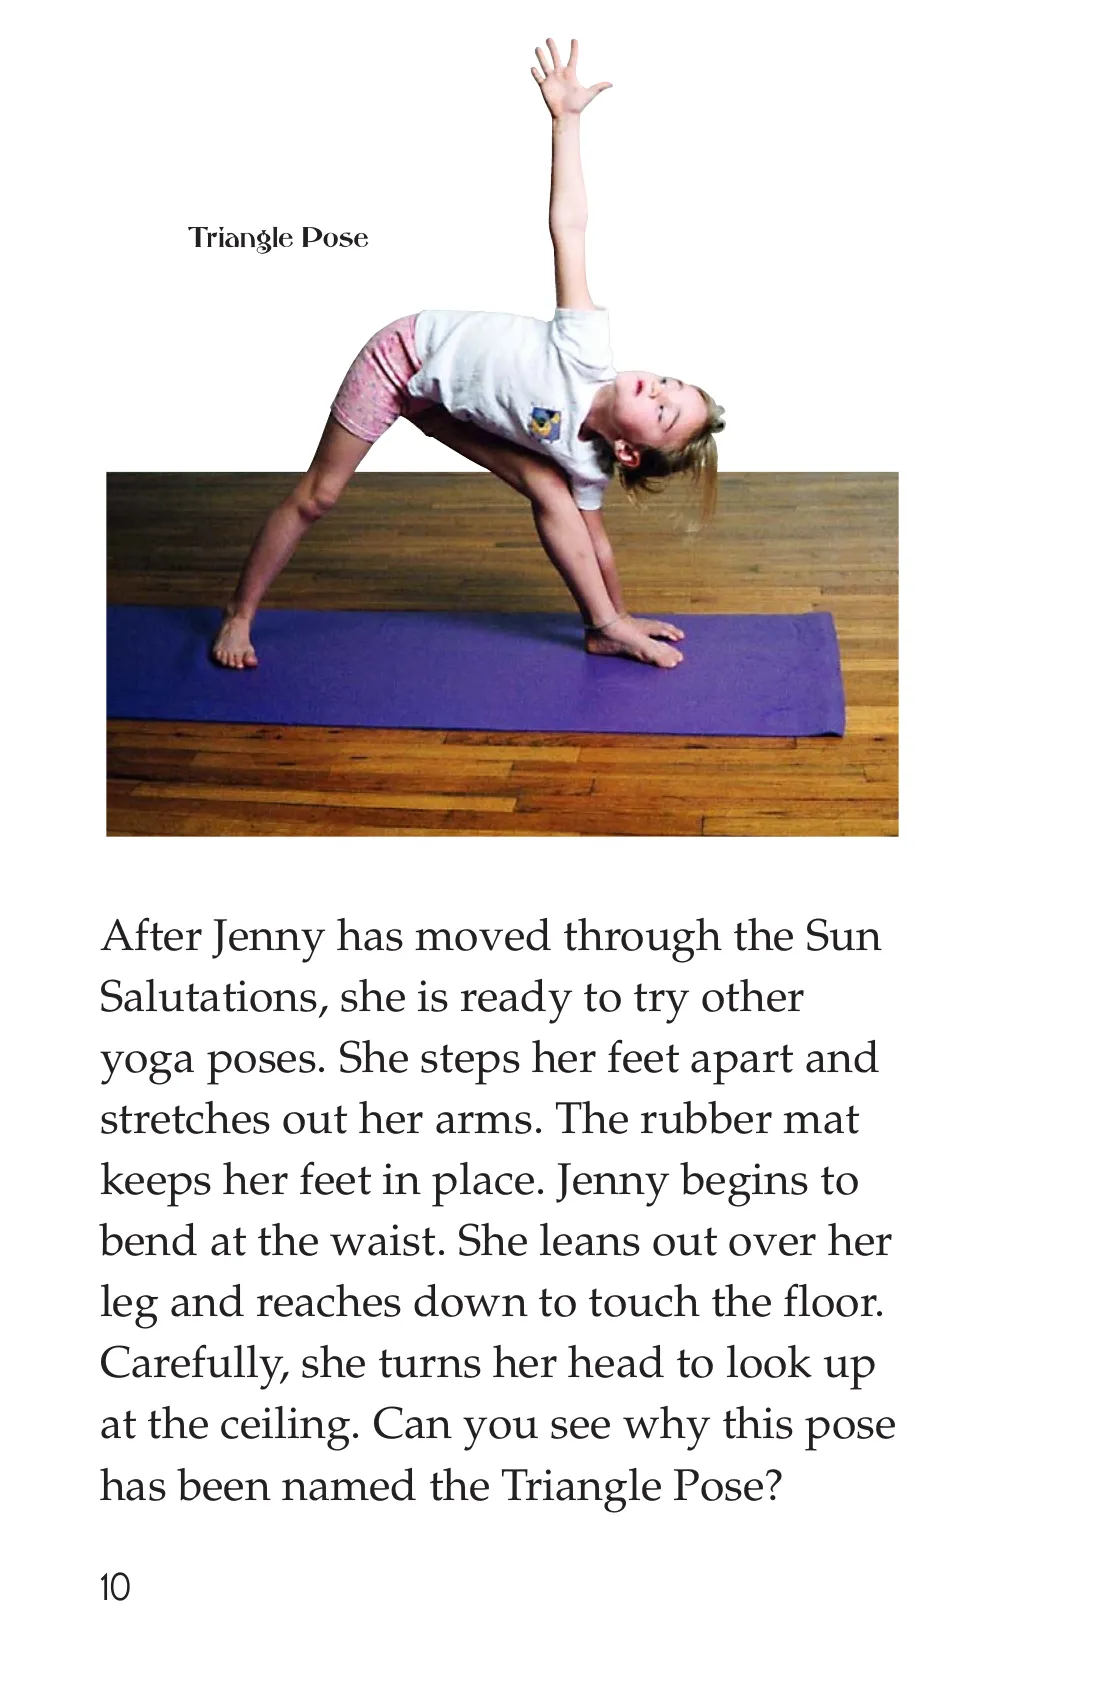 Triangle Pose
After Jenny has moved through the Sun
Salutations, she is ready to try other
yoga poses. She steps her feet apart and
stretches out her arms. The rubber mat
keeps her feet in place. Jenny begins to
bend at the waist. She leans out over her
leg and reaches down to touch the floor.
Carefully, she turns her head to look up
at the ceiling. Can you see why this pose
has been named the Triangle Pose?
10